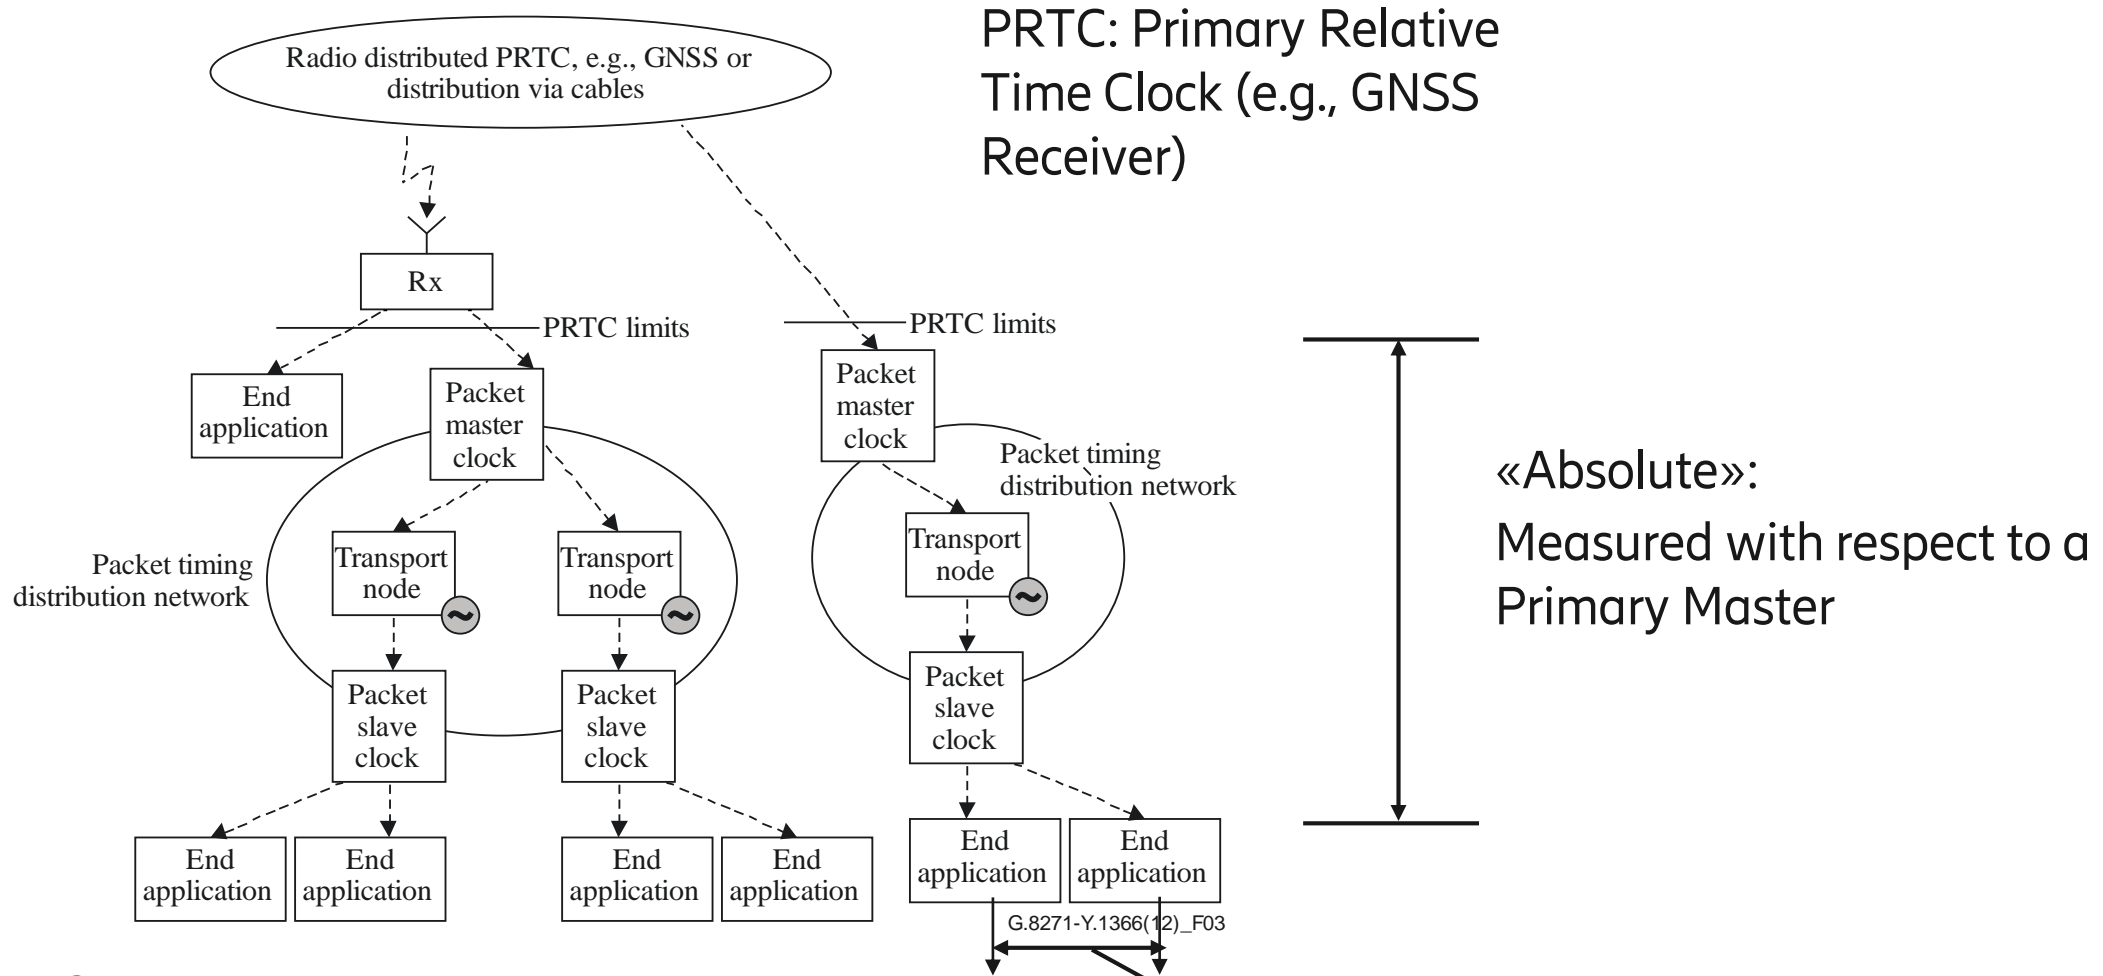 Radio distributed PRTC, e.g., GNSS or
distribution via cables
PRTC: Primary Relative
Time Clock (e.g., GNSS
Receiver)
Rx
PRTC limits
PRTC limits
End
application
Packet
master
clock
Packet
master
clock
Packet timing
distribution network
«Absolute»:
Measured with respect to a
Primary Master
Packet timing
distribution network
Transport
node
~
Transport
node
~
Transport
node
~
Packet
slave
clock
Packet
slave
clock
Packet
slave
clock
End
application
End
application
End
application
End
application
End
application
End
application
G.8271-Y.1366(12)_F03